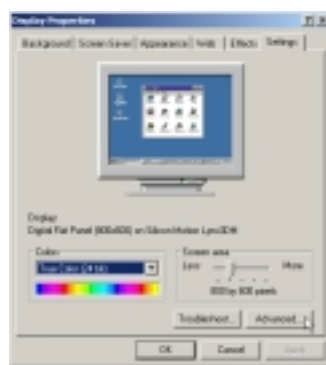 Display Properties
Background Screen Saver Appearance Web Effects Settings
Display:
Digital Flat Panel (800x600) on Silicon Motion Lynx3DM
Colors
True Color (24 bit)
Screen area
Less More
800 by 600 pixels
Troubleshoot... Advanced...
OK Cancel Apply